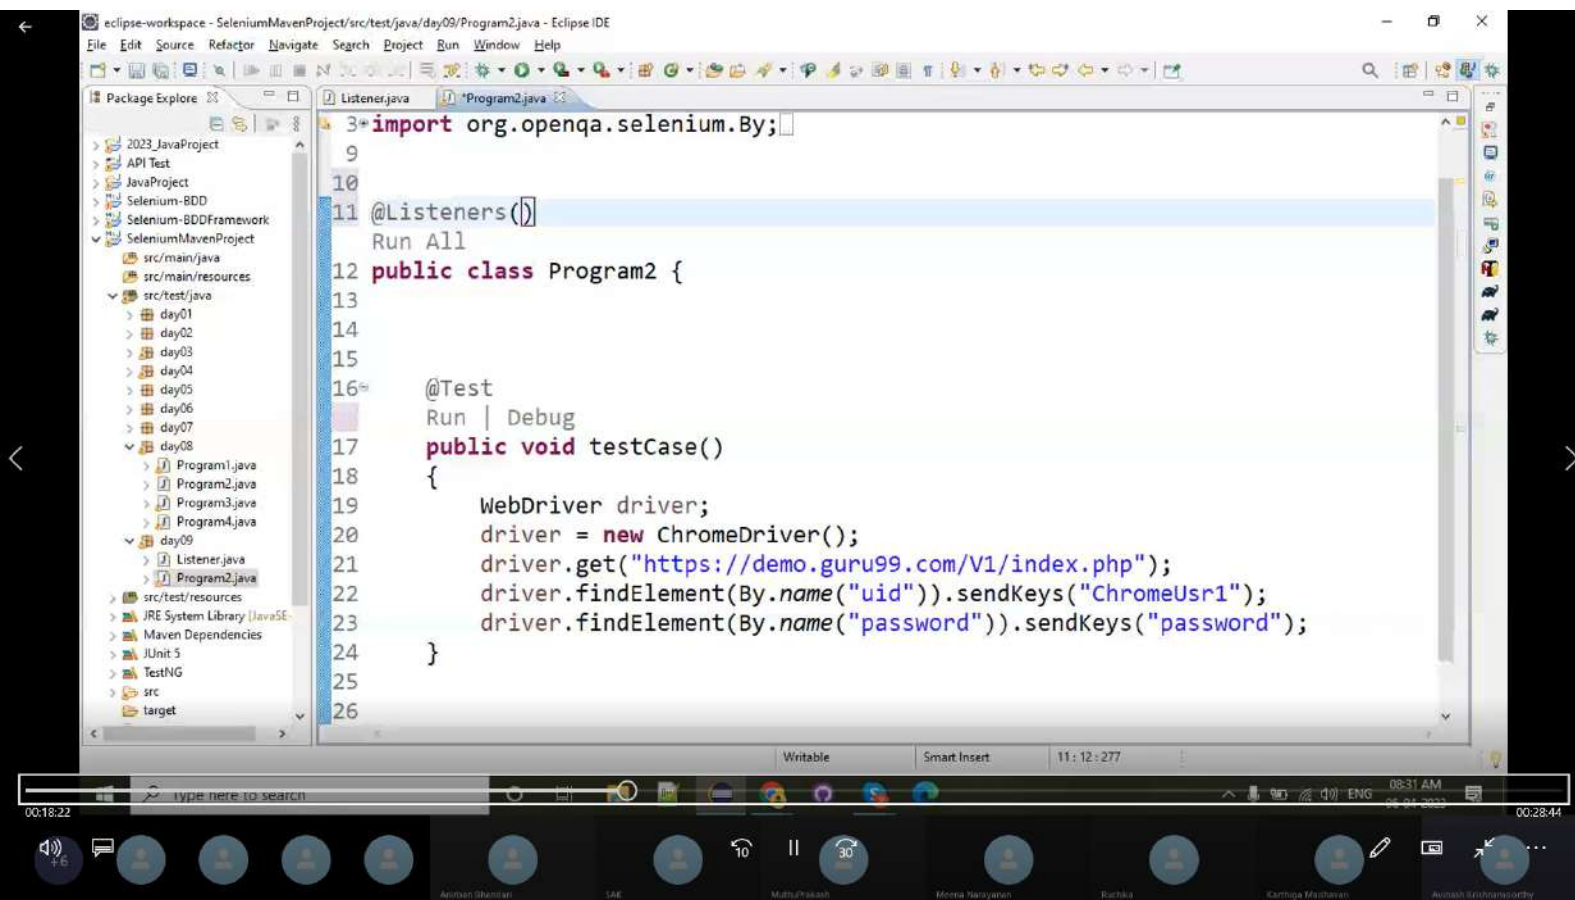 eclipse-workspace - SeleniumMavenProject/src/test/java/day09/Program2.java - Eclipse IDE
File Edit Source Refactor Navigate Search Project Run Window Help
Package Explorer
Listener.java
*Program2.java
2023_JavaProject
API Test
JavaProject
Selenium-BDD
Selenium-BDDFramework
SeleniumMavenProject
src/main/java
src/main/resources
src/test/java
day01
day02
day03
day04
day05
day06
day07
day08
Program1.java
Program2.java
Program3.java
Program4.java
day09
Listener.java
Program2.java
src/test/resources
JRE System Library [JavaSE-
Maven Dependencies
JUnit 5
TestNG
src
target
3 import org.openqa.selenium.By;
9
10
11 @Listeners()
Run All
12 public class Program2 {
13
14
15
16 @Test
Run | Debug
17 public void testCase()
18 {
19 WebDriver driver;
20 driver = new ChromeDriver();
21 driver.get("https://demo.guru99.com/V1/index.php");
22 driver.findElement(By.name("uid")).sendKeys("ChromeUsr1");
23 driver.findElement(By.name("password")).sendKeys("password");
24 }
25
26
Writable
Smart Insert
11 : 12 : 277
Type here to search
ENG
08:31 AM
00:18:22
00:28:44
+6
10
30
SAK
MuthuPrakash
Meena Narayanan
Ruchika